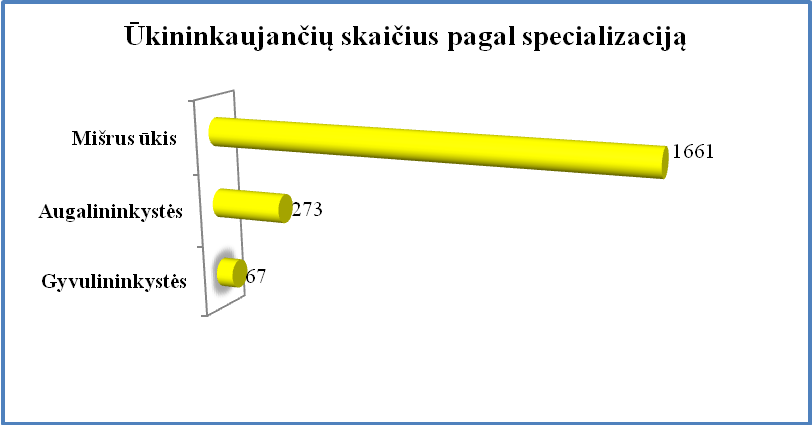 Ūkininkaujančių skaičius pagal specializaciją
Mišrus ūkis
1661
Augalininkystės
273
Gyvulininkystės
67